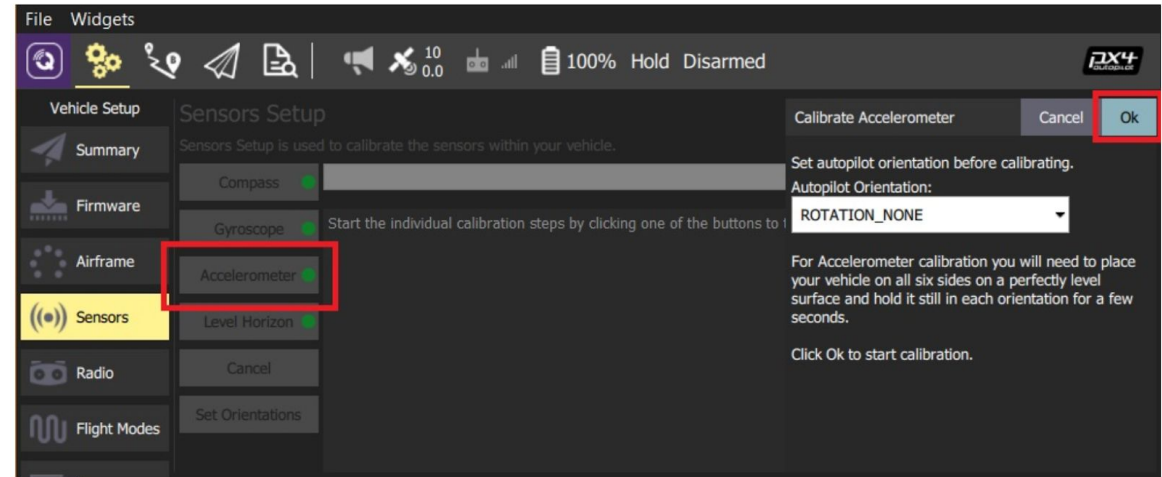 File Widgets
10
0.0
100% Hold Disarmed
PX4
autopilot
Vehicle Setup
Summary
Firmware
Airframe
Sensors
Radio
Flight Modes
Sensors Setup
Sensors Setup is used to calibrate the sensors within your vehicle.
Compass
Gyroscope
Accelerometer
Level Horizon
Cancel
Set Orientations
Start the individual calibration steps by clicking one of the buttons to t
Calibrate Accelerometer
Cancel
Ok
Set autopilot orientation before calibrating.
Autopilot Orientation:
ROTATION_NONE
For Accelerometer calibration you will need to place
your vehicle on all six sides on a perfectly level
surface and hold it still in each orientation for a few
seconds.
Click Ok to start calibration.